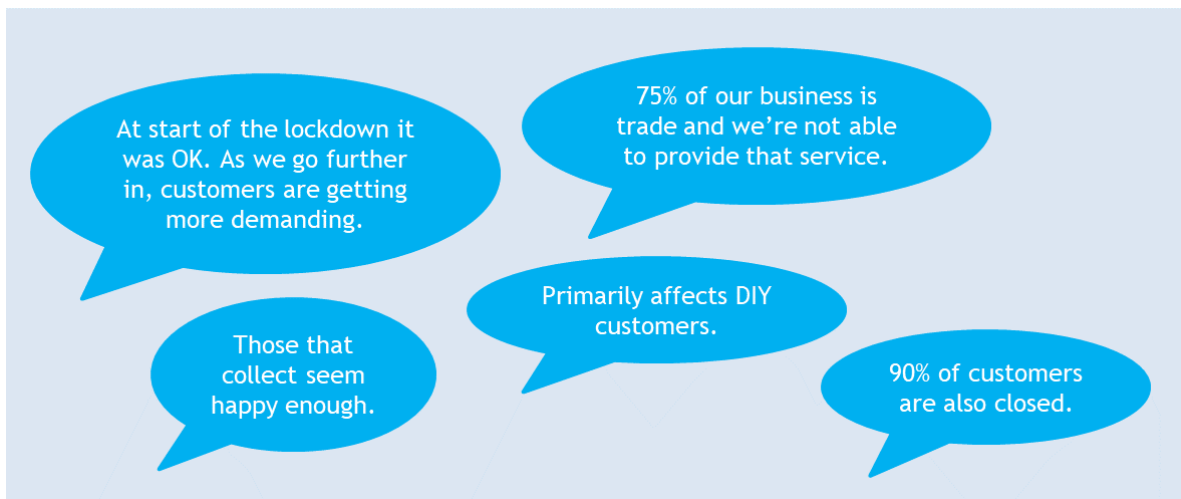 At start of the lockdown it
was OK. As we go further
in, customers are getting
more demanding.
75% of our business is
trade and we’re not able
to provide that service.
Primarily affects DIY
customers.
Those that
collect seem
happy enough.
90% of customers
are also closed.